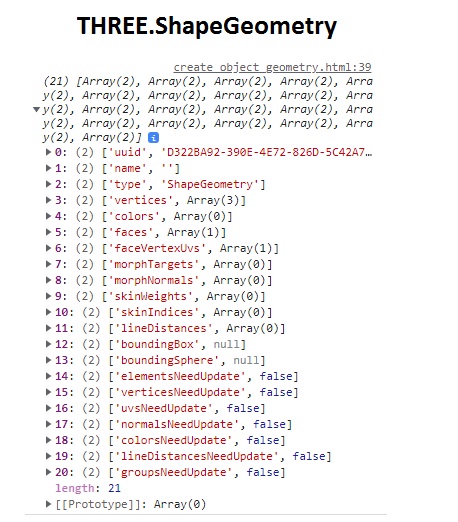 THREE.ShapeGeometry
create object geometry.html:39
(21) [Array(2), Array(2), Array(2), Array(2), Arra
y(2), Array(2), Array(2), Array(2), Array(2), Arra
y(2), Array(2), Array(2), Array(2), Array(2), Arra
y(2), Array(2), Array(2), Array(2), Array(2), Arra
y(2), Array(2)] i
0: (2) ['uuid', 'D322BA92-390E-4E72-826D-5C42A7…
1: (2) ['name', '']
2: (2) ['type', 'ShapeGeometry']
3: (2) ['vertices', Array(3)]
4: (2) ['colors', Array(0)]
5: (2) ['faces', Array(1)]
6: (2) ['faceVertexUvs', Array(1)]
7: (2) ['morphTargets', Array(0)]
8: (2) ['morphNormals', Array(0)]
9: (2) ['skinWeights', Array(0)]
10: (2) ['skinIndices', Array(0)]
11: (2) ['lineDistances', Array(0)]
12: (2) ['boundingBox', null]
13: (2) ['boundingSphere', null]
14: (2) ['elementsNeedUpdate', false]
15: (2) ['verticesNeedUpdate', false]
16: (2) ['uvsNeedUpdate', false]
17: (2) ['normalsNeedUpdate', false]
18: (2) ['colorsNeedUpdate', false]
19: (2) ['lineDistancesNeedUpdate', false]
20: (2) ['groupsNeedUpdate', false]
length: 21
[[Prototype]]: Array(0)